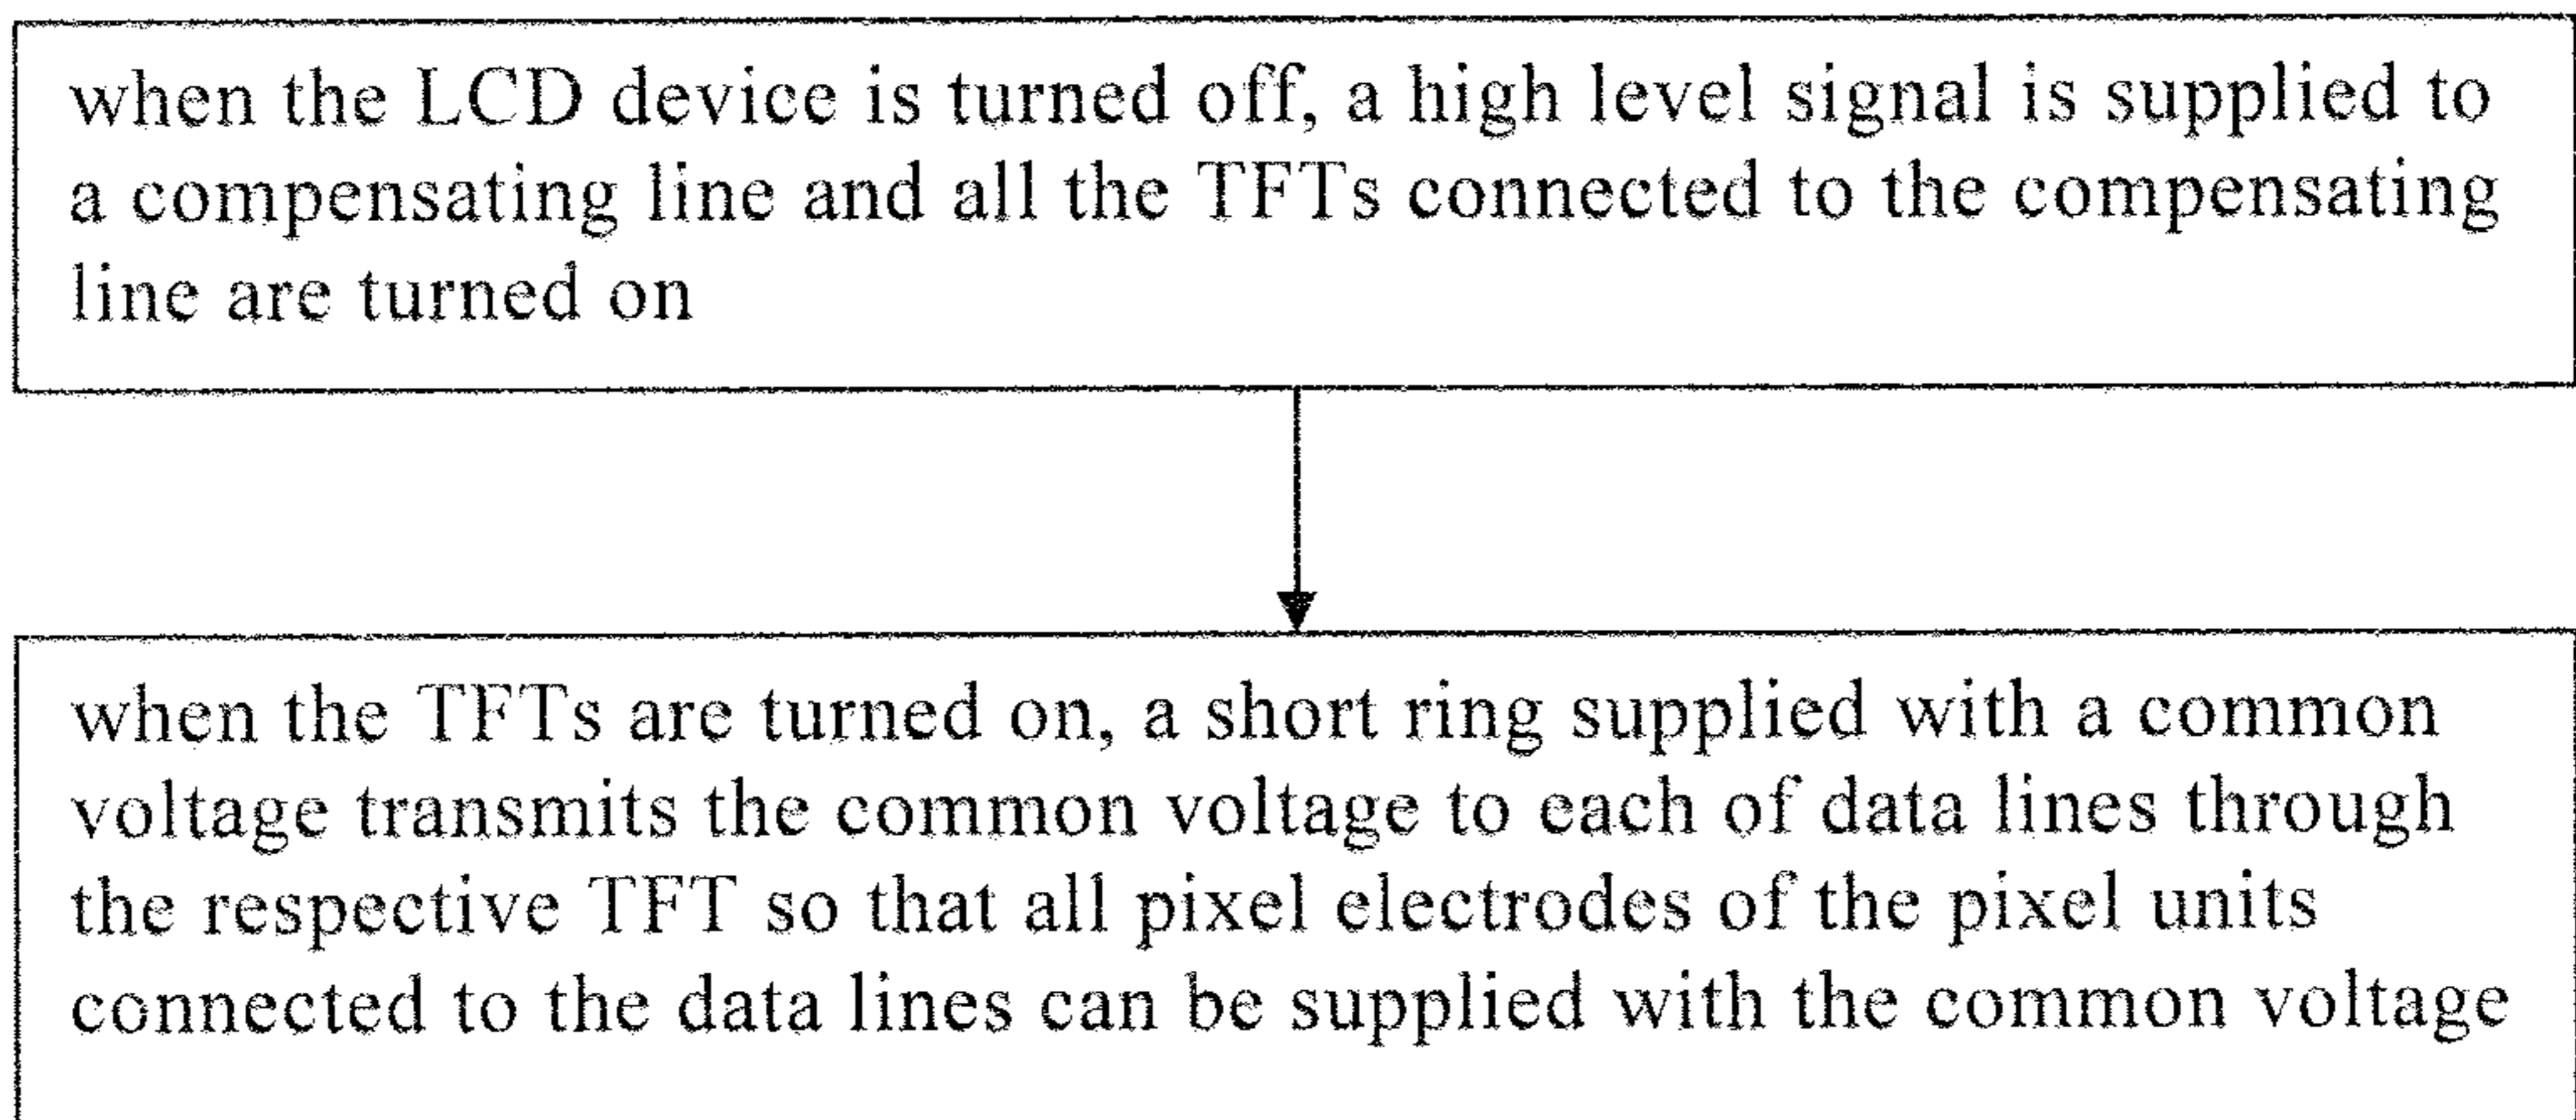 when the LCD device is turned off, a high level signal is supplied to
a compensating line and all the TFTs connected to the compensating
line are turned on
when the TFTs are turned on, a short ring supplied with a common
voltage transmits the common voltage to each of data lines through
the respective TFT so that all pixel electrodes of the pixel units
connected to the data lines can be supplied with the common voltage